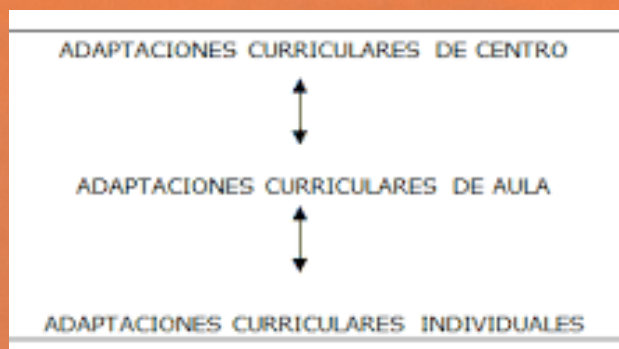 ADAPTACIONES CURRICULARES DE CENTRO
ADAPTACIONES CURRICULARES DE AULA
ADAPTACIONES CURRICULARES INDIVIDUALES